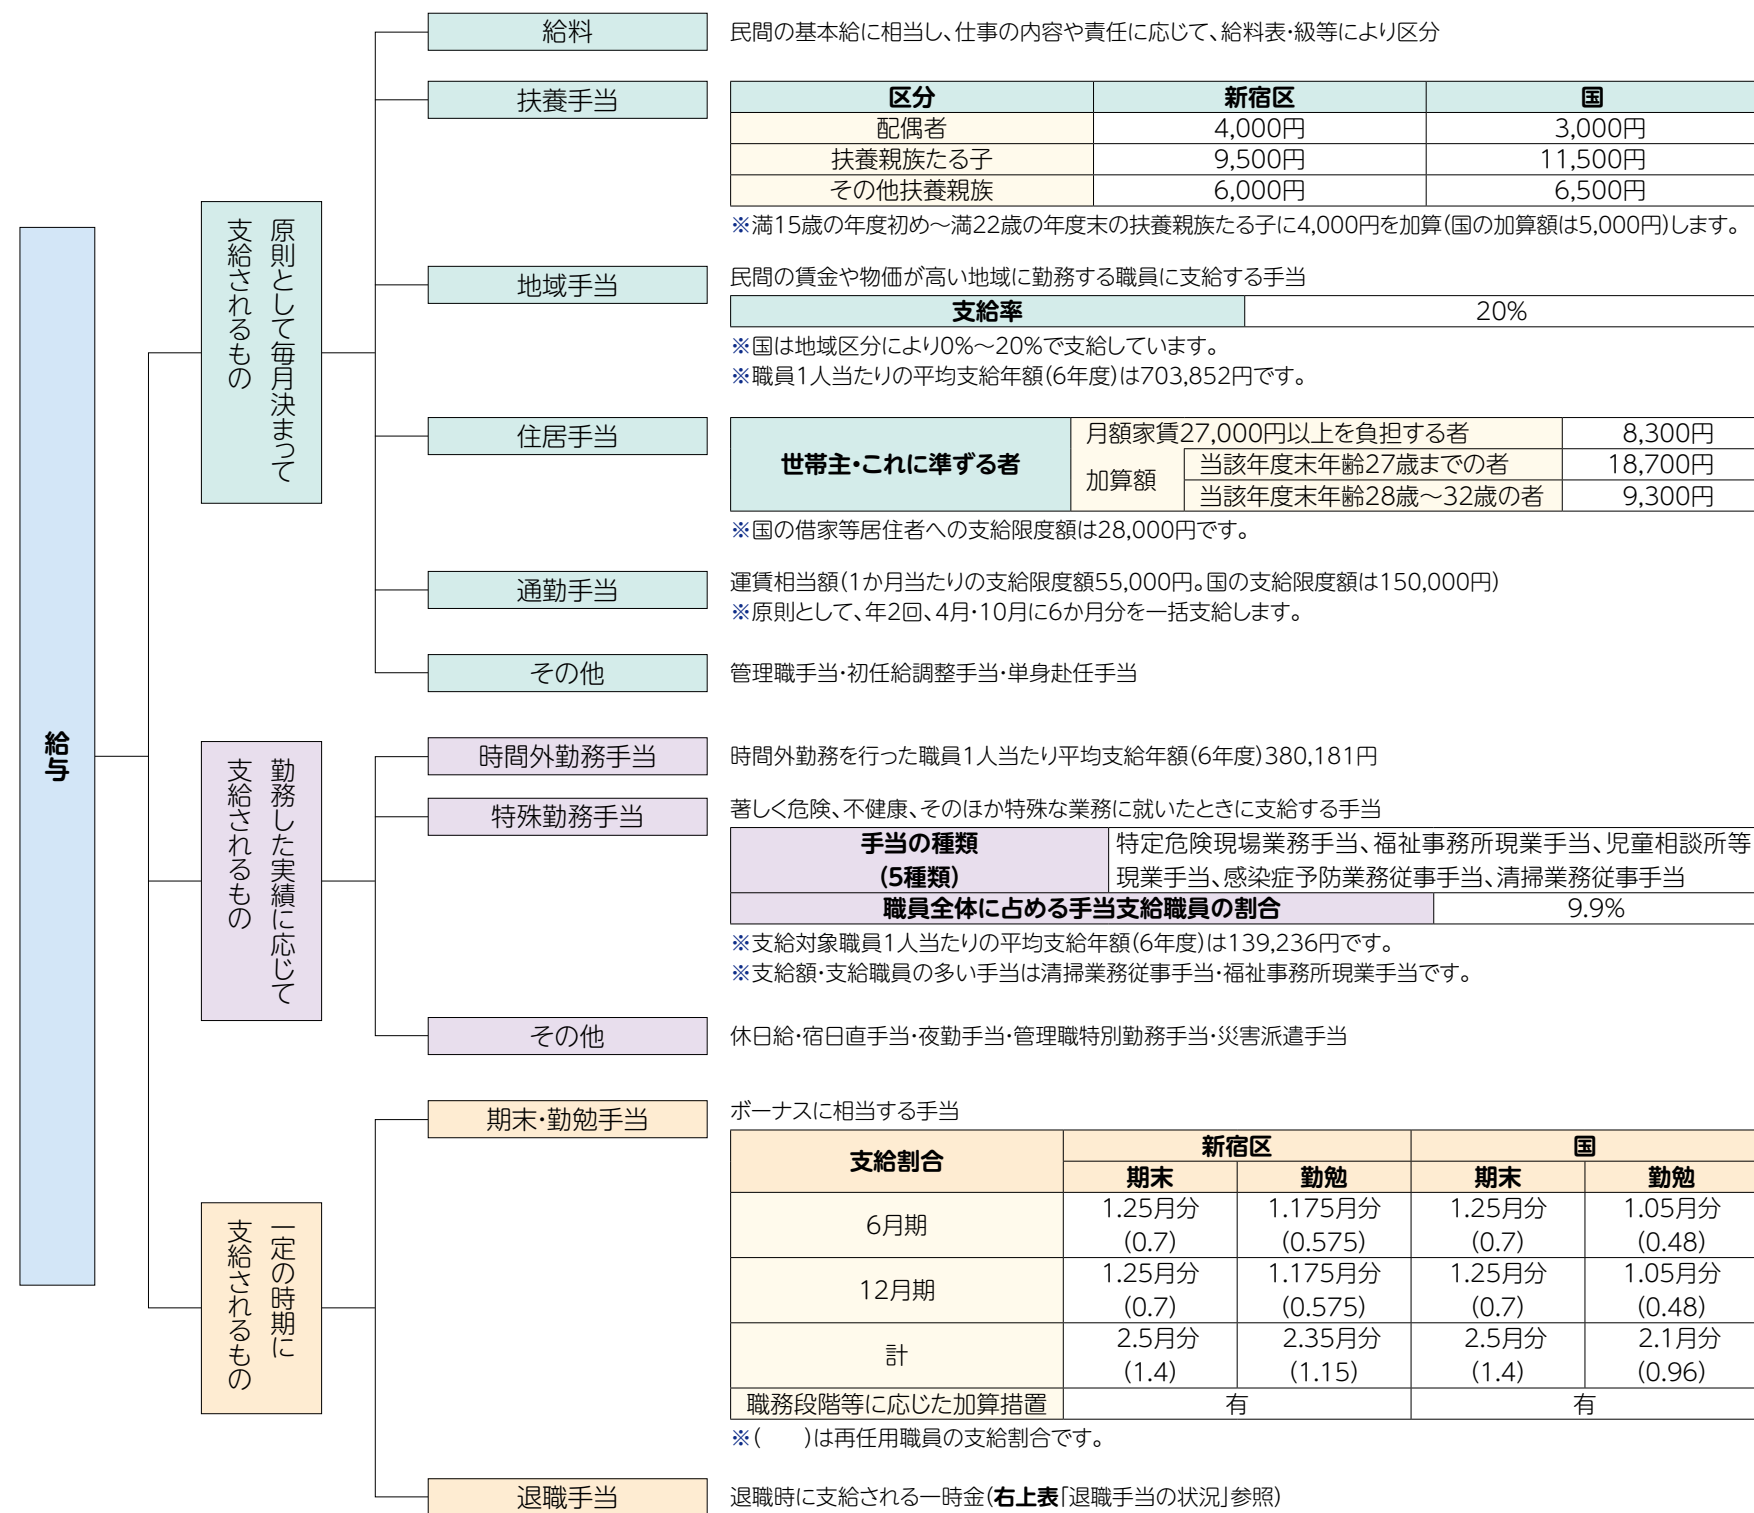 給与
原則として毎月決まって
支給されるもの
給料
民間の基本給に相当し、仕事の内容や責任に応じて、給料表・級等により区分
扶養手当
区分 新宿区 国
配偶者 4,000円 3,000円
扶養親族たる子 9,500円 11,500円
その他扶養親族 6,000円 6,500円
※満15歳の年度初め～満22歳の年度末の扶養親族たる子に4,000円を加算(国の加算額は5,000円)します。
地域手当
民間の賃金や物価が高い地域に勤務する職員に支給する手当
支給率 20%
※国は地域区分により0%～20%で支給しています。
※職員1人当たりの平均支給年額(6年度)は703,852円です。
住居手当
世帯主・これに準ずる者
月額家賃27,000円以上を負担する者 8,300円
加算額
当該年度末年齢27歳までの者 18,700円
当該年度末年齢28歳～32歳の者 9,300円
※国の借家等居住者への支給限度額は28,000円です。
通勤手当
運賃相当額(1か月当たりの支給限度額55,000円。国の支給限度額は150,000円)
※原則として、年2回、4月・10月に6か月分を一括支給します。
その他
管理職手当・初任給調整手当・単身赴任手当
勤務した実績に応じて
支給されるもの
時間外勤務手当
時間外勤務を行った職員1人当たり平均支給年額(6年度)380,181円
特殊勤務手当
著しく危険、不健康、そのほか特殊な業務に就いたときに支給する手当
手当の種類
(5種類)
特定危険現場業務手当、福祉事務所現業手当、児童相談所等
現業手当、感染症予防業務従事手当、清掃業務従事手当
職員全体に占める手当支給職員の割合 9.9%
※支給対象職員1人当たりの平均支給年額(6年度)は139,236円です。
※支給額・支給職員の多い手当は清掃業務従事手当・福祉事務所現業手当です。
その他
休日給・宿日直手当・夜勤手当・管理職特別勤務手当・災害派遣手当
一定の時期に
支給されるもの
期末・勤勉手当
ボーナスに相当する手当
支給割合 新宿区 国
期末 勤勉 期末 勤勉
6月期 1.25月分 1.175月分 1.25月分 1.05月分
(0.7) (0.575) (0.7) (0.48)
12月期 1.25月分 1.175月分 1.25月分 1.05月分
(0.7) (0.575) (0.7) (0.48)
計 2.5月分 2.35月分 2.5月分 2.1月分
(1.4) (1.15) (1.4) (0.96)
職務段階等に応じた加算措置 有 有
※(　　)は再任用職員の支給割合です。
退職手当
退職時に支給される一時金(右上表「退職手当の状況」参照)